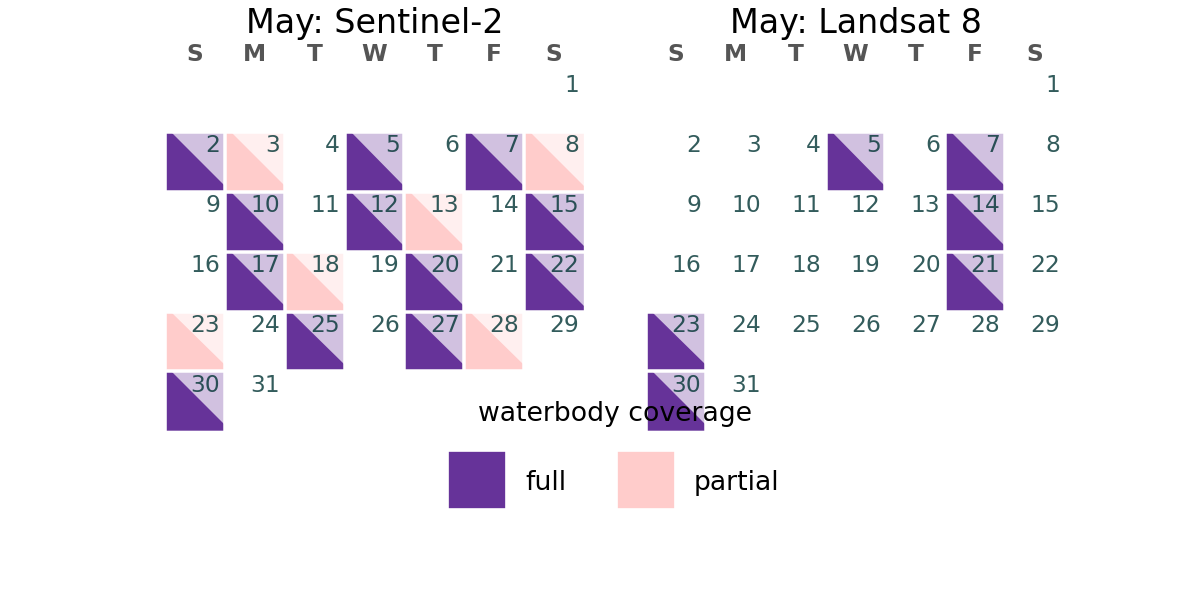 May: Sentinel-2
S M T W T F S
1
2 3 4 5 6 7 8
9 10 11 12 13 14 15
16 17 18 19 20 21 22
23 24 25 26 27 28 29
30 31
May: Landsat 8
S M T W T F S
1
2 3 4 5 6 7 8
9 10 11 12 13 14 15
16 17 18 19 20 21 22
23 24 25 26 27 28 29
30 31
waterbody coverage
full
partial